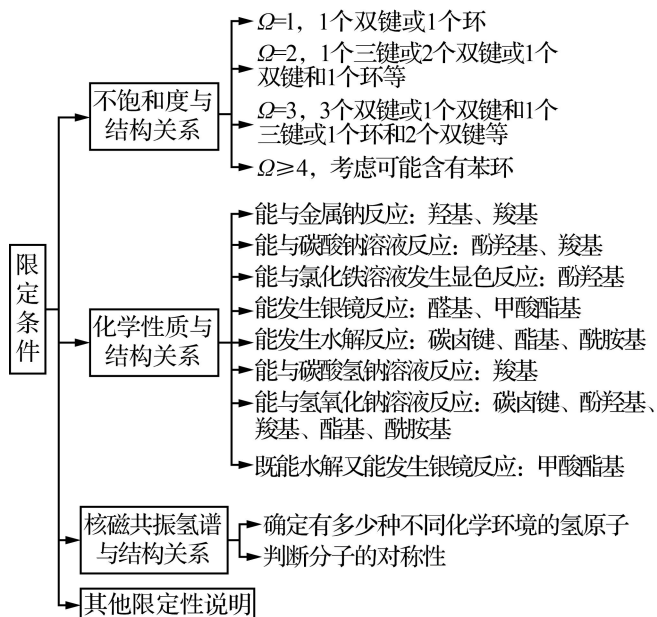 限定条件
不饱和度与
结构关系
Ω=1，1个双键或1个环
Ω=2，1个三键或2个双键或1个
双键和1个环等
Ω=3，3个双键或1个双键和1个
三键或1个环和2个双键等
Ω≥4，考虑可能含有苯环
化学性质与
结构关系
能与金属钠反应：羟基、羧基
能与碳酸钠溶液反应：酚羟基、羧基
能与氯化铁溶液发生显色反应：酚羟基
能发生银镜反应：醛基、甲酸酯基
能发生水解反应：碳卤键、酯基、酰胺基
能与碳酸氢钠溶液反应：羧基
能与氢氧化钠溶液反应：碳卤键、酚羟基、
羧基、酯基、酰胺基
既能水解又能发生银镜反应：甲酸酯基
核磁共振氢谱
与结构关系
确定有多少种不同化学环境的氢原子
判断分子的对称性
其他限定性说明